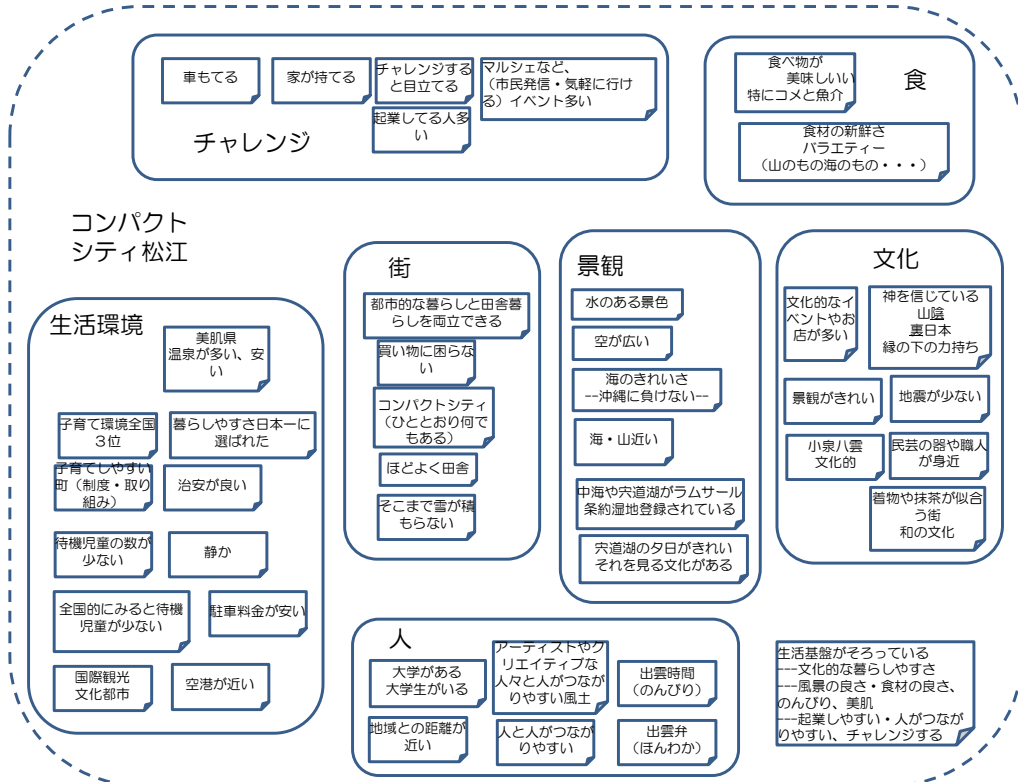 車もてる
家が持てる
チャレンジする
と目立てる
マルシェなど、
（市民発信・気軽に行け
る）イベント多い
起業してる人多
い
チャレンジ
食べ物が
美味しいい
特にコメと魚介
食
食材の新鮮さ
バラエティー
（山のもの海のもの・・・）
コンパクト
シティ松江
生活環境
美肌県
温泉が多い、安
い
子育て環境全国
３位
暮らしやすさ日本一に
選ばれた
子育てしやすい
町（制度・取り
組み）
治安が良い
待機児童の数が
少ない
静か
全国的にみると待機
児童が少ない
駐車料金が安い
国際観光
文化都市
空港が近い
街
都市的な暮らしと田舎暮
らしを両立できる
買い物に困らな
い
コンパクトシティ
（ひととおり何で
もある）
ほどよく田舎
そこまで雪が積
もらない
景観
水のある景色
空が広い
海のきれいさ
--沖縄に負けない--
海・山近い
中海や宍道湖がラムサール
条約湿地登録されている
宍道湖の夕日がきれい
それを見る文化がある
文化
文化的なイ
ベントやお
店が多い
神を信じている
山陰
裏日本
縁の下の力持ち
景観がきれい
地震が少ない
小泉八雲
文化的
民芸の器や職人
が身近
着物や抹茶が似合
う街
和の文化
人
大学がある
大学生がいる
アーティストやク
リエイティブな
人々と人がつなが
りやすい風土
出雲時間
（のんびり）
地域との距離が
近い
人と人がつなが
りやすい
出雲弁
（ほんわか）
生活基盤がそろっている
---文化的な暮らしやすさ
---風景の良さ・食材の良さ、
のんびり、美肌
---起業しやすい・人がつなが
りやすい、チャレンジする